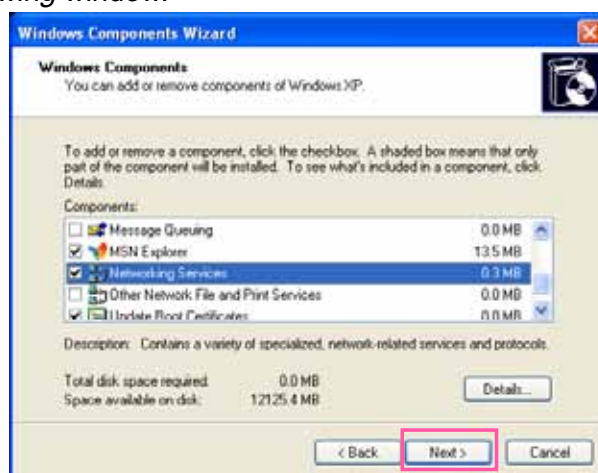 window
Windows Components Wizard
Windows Components
You can add or remove components of Windows XP.
To add or remove a component, click the checkbox. A shaded box means that only
part of the component will be installed. To see what's included in a component, click
Details.
Components:
Message Queuing 0.0 MB
MSN Explorer 13.5 MB
Networking Services 0.3 MB
Other Network File and Print Services 0.0 MB
Update Root Certificates 0.0 MB
Description: Contains a variety of specialized, network-related services and protocols.
Total disk space required: 0.0 MB
Space available on disk: 12125.4 MB
Details...
< Back Next > Cancel